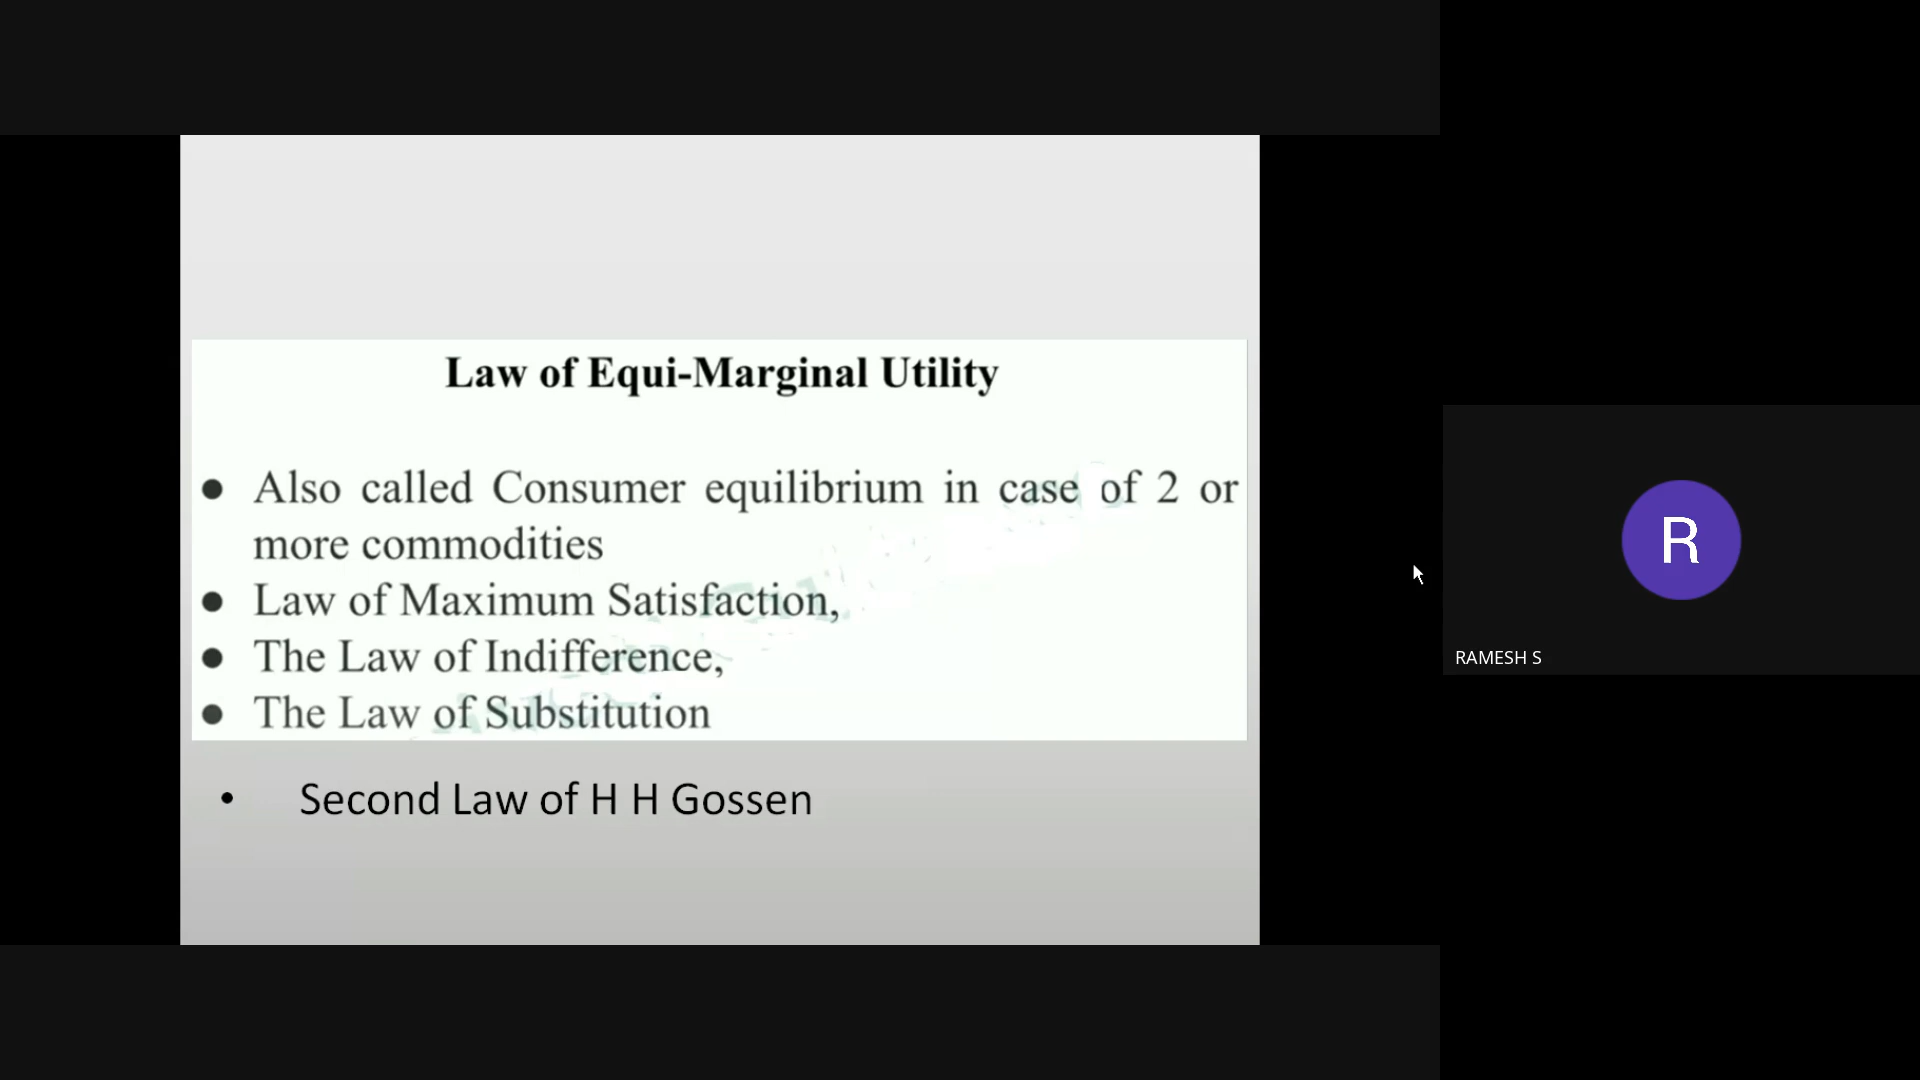 Law of Equi-Marginal Utility
● Also called Consumer equilibrium in case of 2 or
more commodities
● Law of Maximum Satisfaction,
● The Law of Indifference,
● The Law of Substitution
• Second Law of H H Gossen
R
RAMESH S